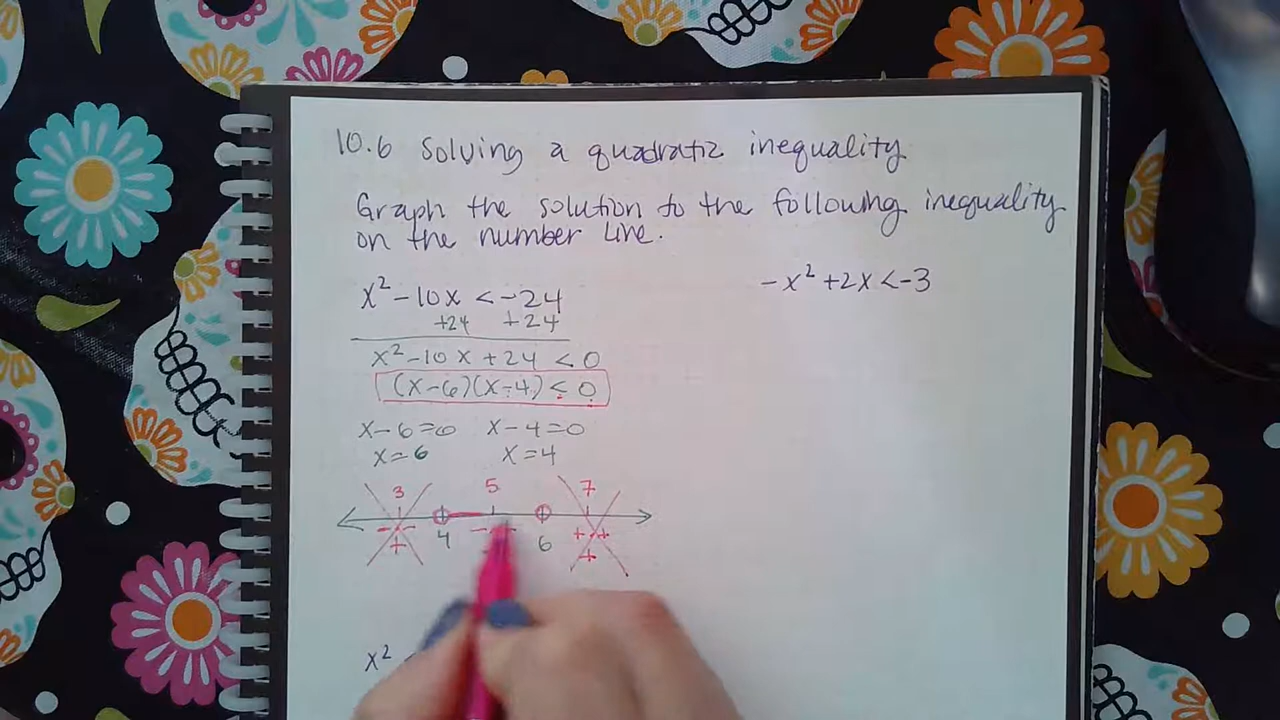 10.6 Solving a quadratic inequality
Graph the solution to the following inequality
on the number line.
x² - 10x < -24
+24 +24
x² - 10x + 24 < 0
(x-6)(x-4) < 0
x-6=0 x-4=0
x=6 x=4
3 5 7
- - 4 - 6 + +
+ +
x²
-x² + 2x < -3